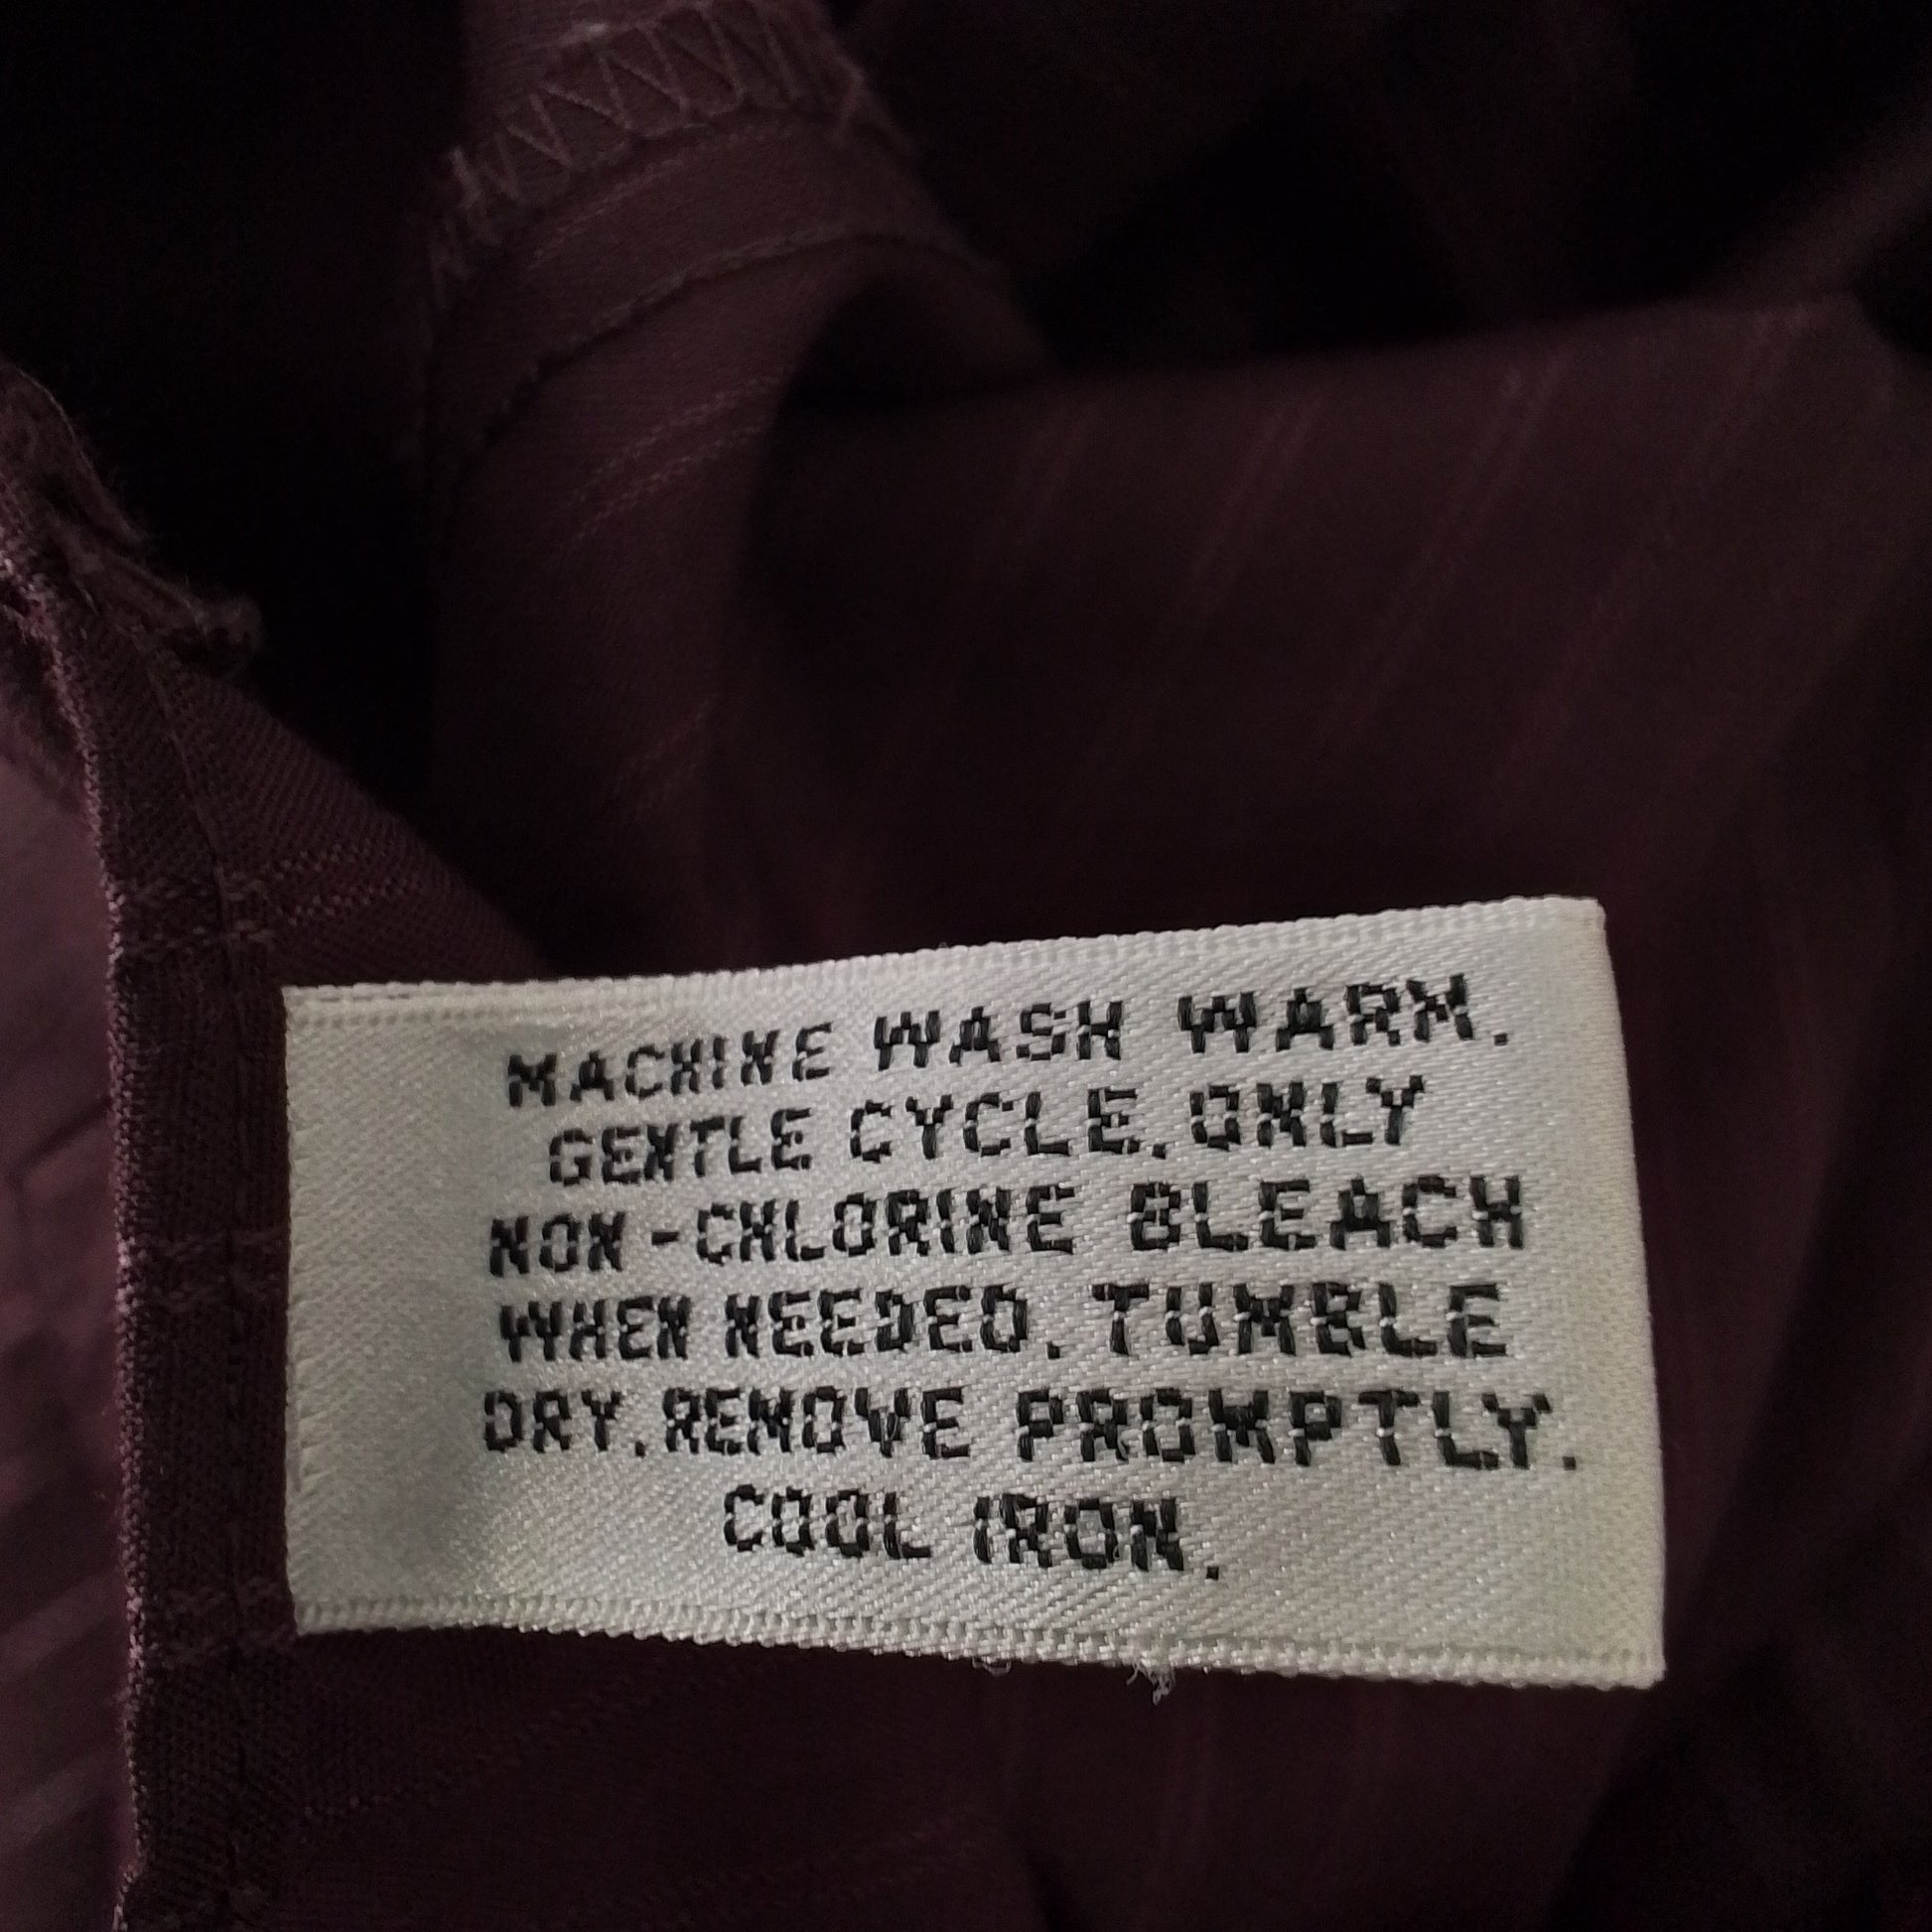 MACHINE WASH WARM.
GENTLE CYCLE. ONLY
NON-CHLORINE BLEACH
WHEN NEEDED. TUMBLE
DRY. REMOVE PROMPTLY.
COOL IRON.